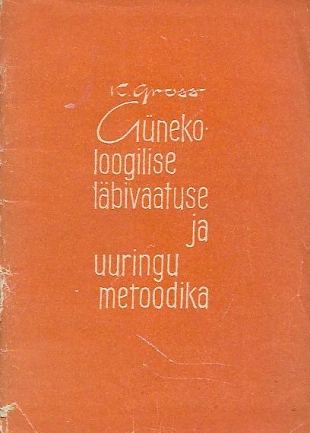 K. Gross
Güneko-
loogilise
läbivaatuse
ja
uuringu
metoodika